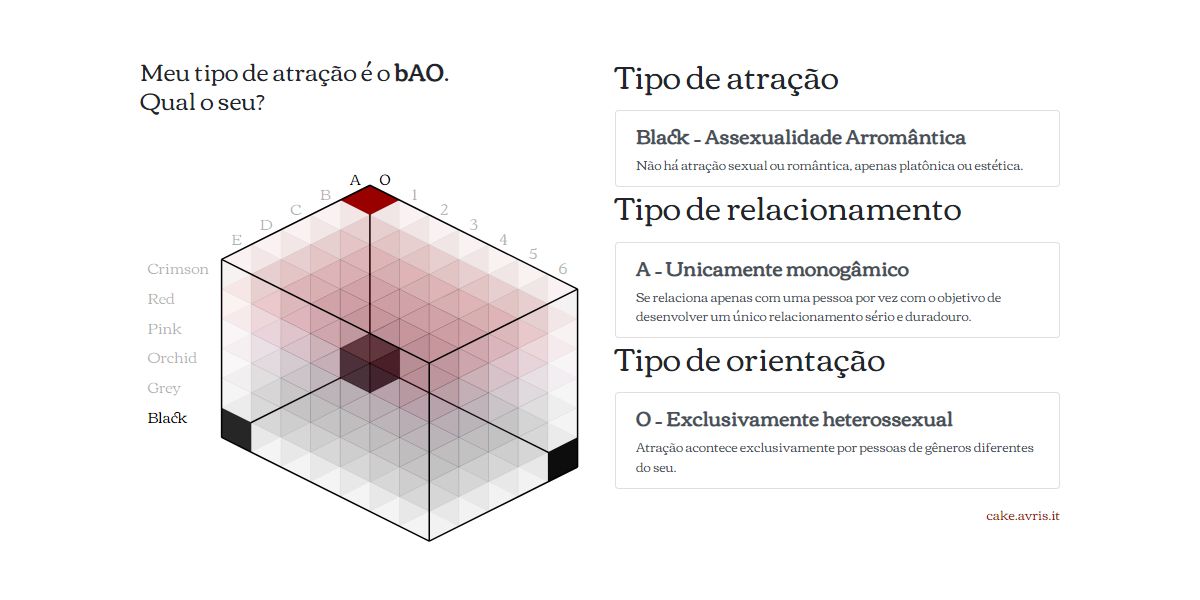 Meu tipo de atração é o bAO.
Qual o seu?
A O
B 1
C 2
D 3
E 4
5
6
Crimson
Red
Pink
Orchid
Grey
Black
Tipo de atração
Black - Assexualidade Arromântica
Não há atração sexual ou romântica, apenas platônica ou estética.
Tipo de relacionamento
A - Unicamente monogâmico
Se relaciona apenas com uma pessoa por vez com o objetivo de
desenvolver um único relacionamento sério e duradouro.
Tipo de orientação
O - Exclusivamente heterossexual
Atração acontece exclusivamente por pessoas de gêneros diferentes
do seu.
cake.avris.it